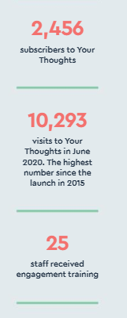 2,456
subscribers to Your
Thoughts
10,293
visits to Your
Thoughts in June
2020. The highest
number since the
launch in 2015
25
staff received
engagement training